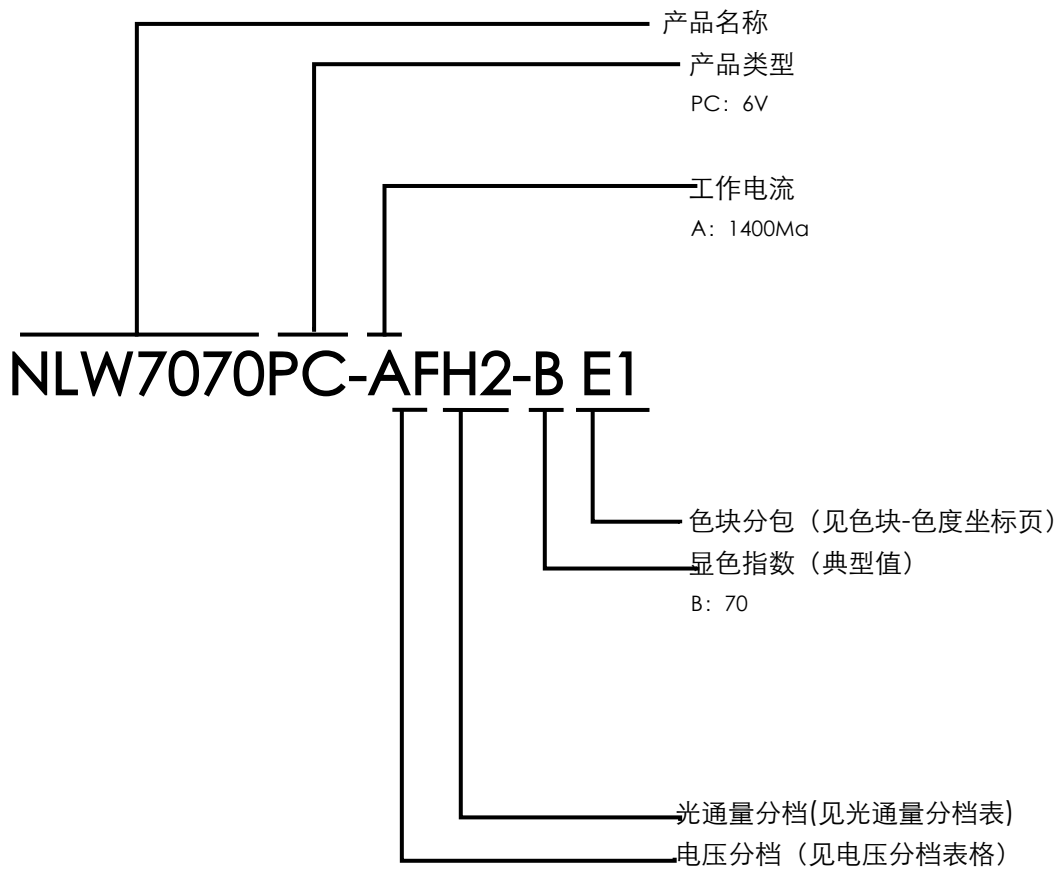 产品名称
产品类型
PC：6V
工作电流
A：1400Ma
NLW7070PC-AFH2-B E1
色块分包（见色块-色度坐标页）
显色指数（典型值）
B：70
光通量分档(见光通量分档表)
电压分档（见电压分档表格）